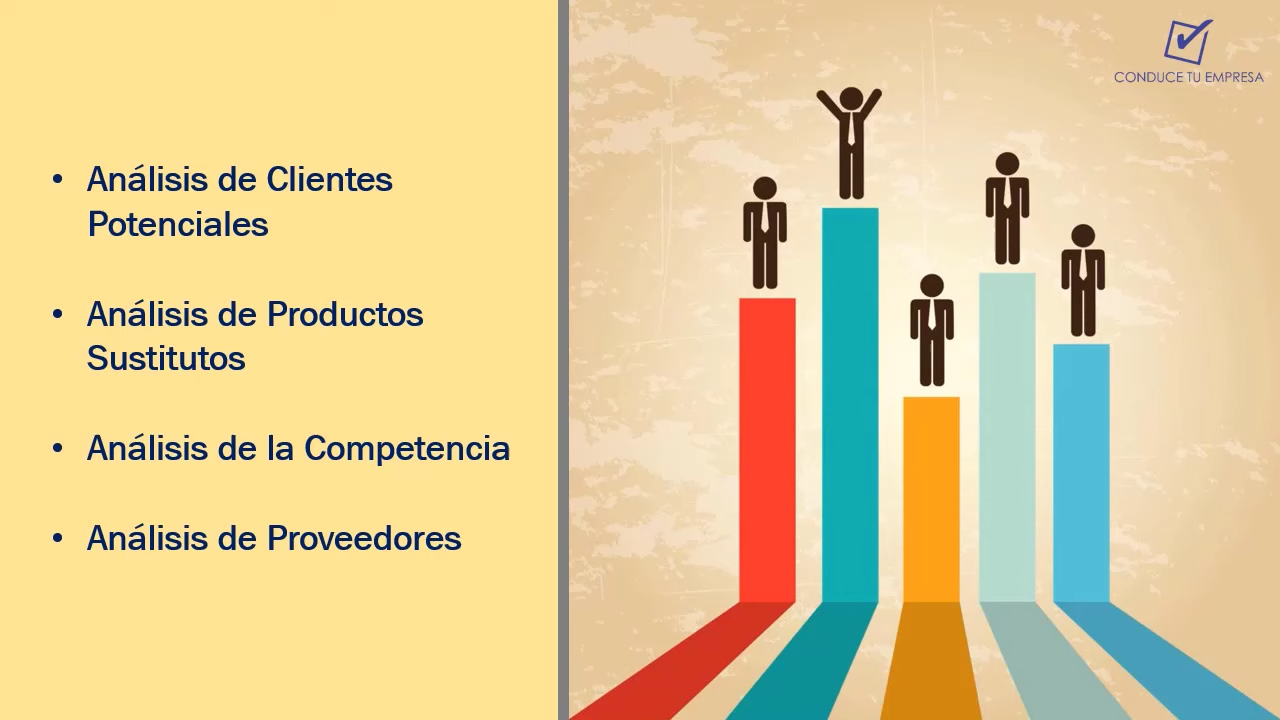 • Análisis de Clientes
Potenciales
• Análisis de Productos
Sustitutos
• Análisis de la Competencia
• Análisis de Proveedores
CONDUCE TU EMPRESA